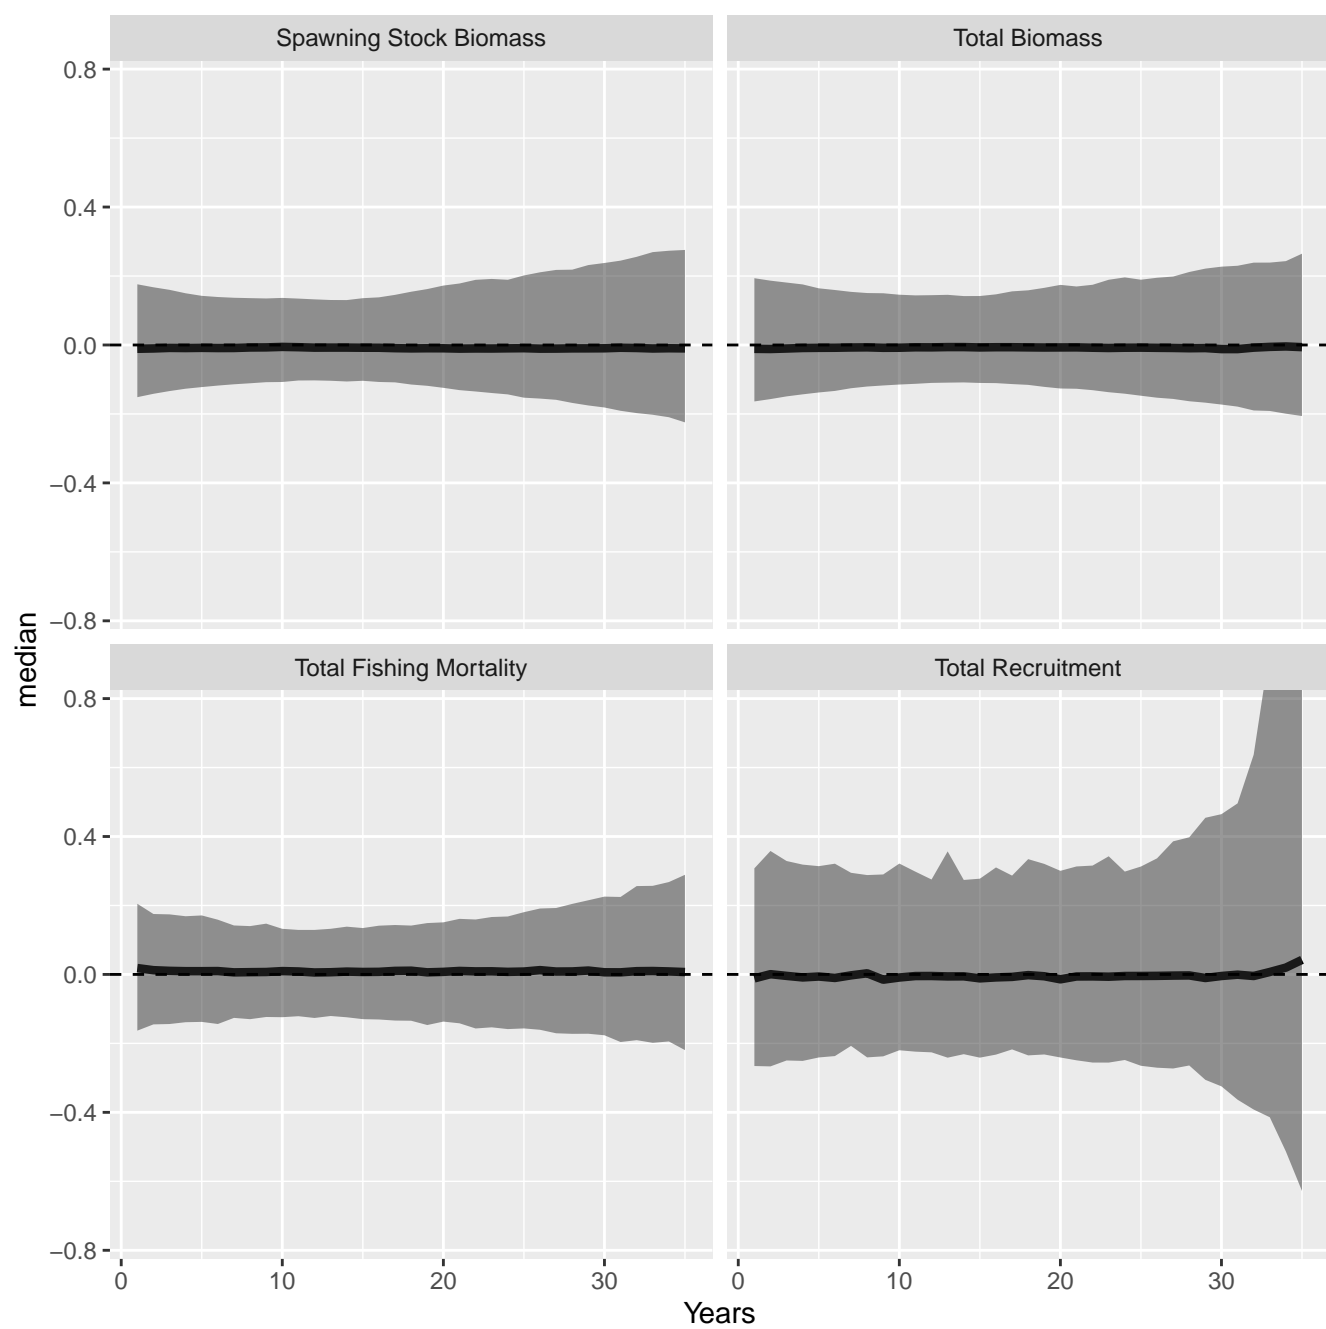 Spawning Stock Biomass
Total Biomass
0.8
0.4
0.0
−0.4
−0.8
median
Total Fishing Mortality
Total Recruitment
0.8
0.4
0.0
−0.4
−0.8
0 10 20 30
0 10 20 30
Years